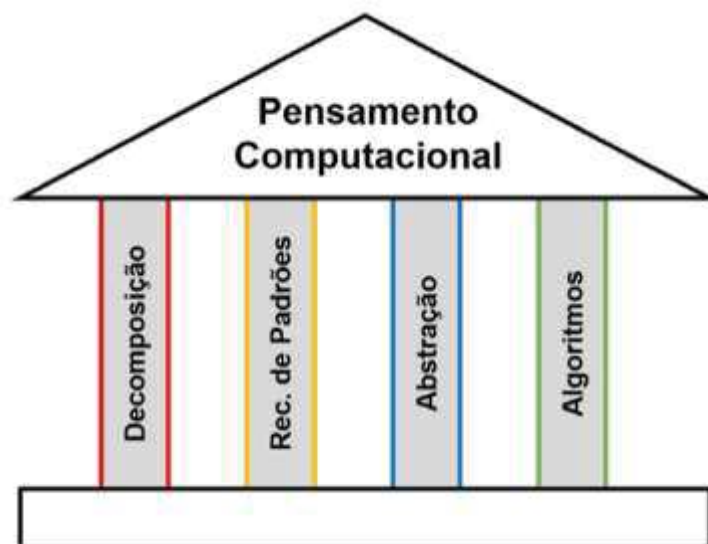 Pensamento
Computacional
Decomposição
Rec. de Padrões
Abstração
Algoritmos